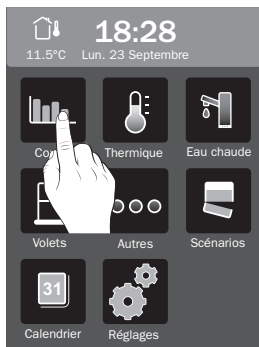 18:28
11.5°C Lun. 23 Septembre
Thermique Eau chaude
Volets Autres Scénarios
31
Calendrier Réglages